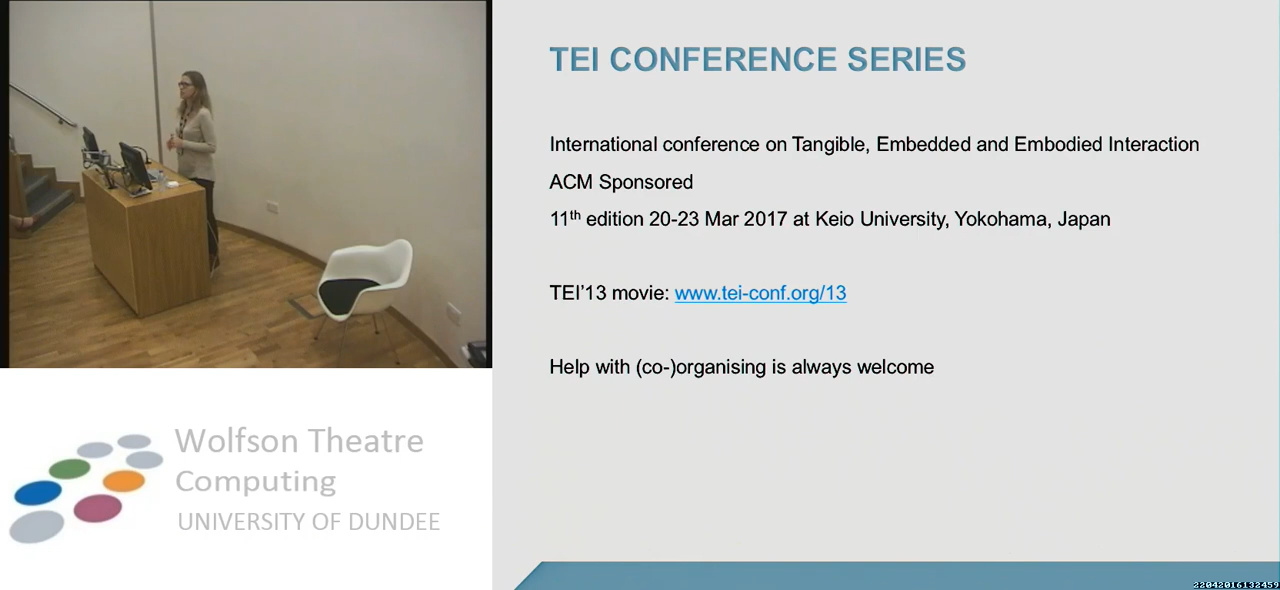 TEI CONFERENCE SERIES
International conference on Tangible, Embedded and Embodied Interaction
ACM Sponsored
11th edition 20-23 Mar 2017 at Keio University, Yokohama, Japan
TEI'13 movie: www.tei-conf.org/13
Help with (co-)organising is always welcome
Wolfson Theatre
Computing
UNIVERSITY OF DUNDEE
22042016132459